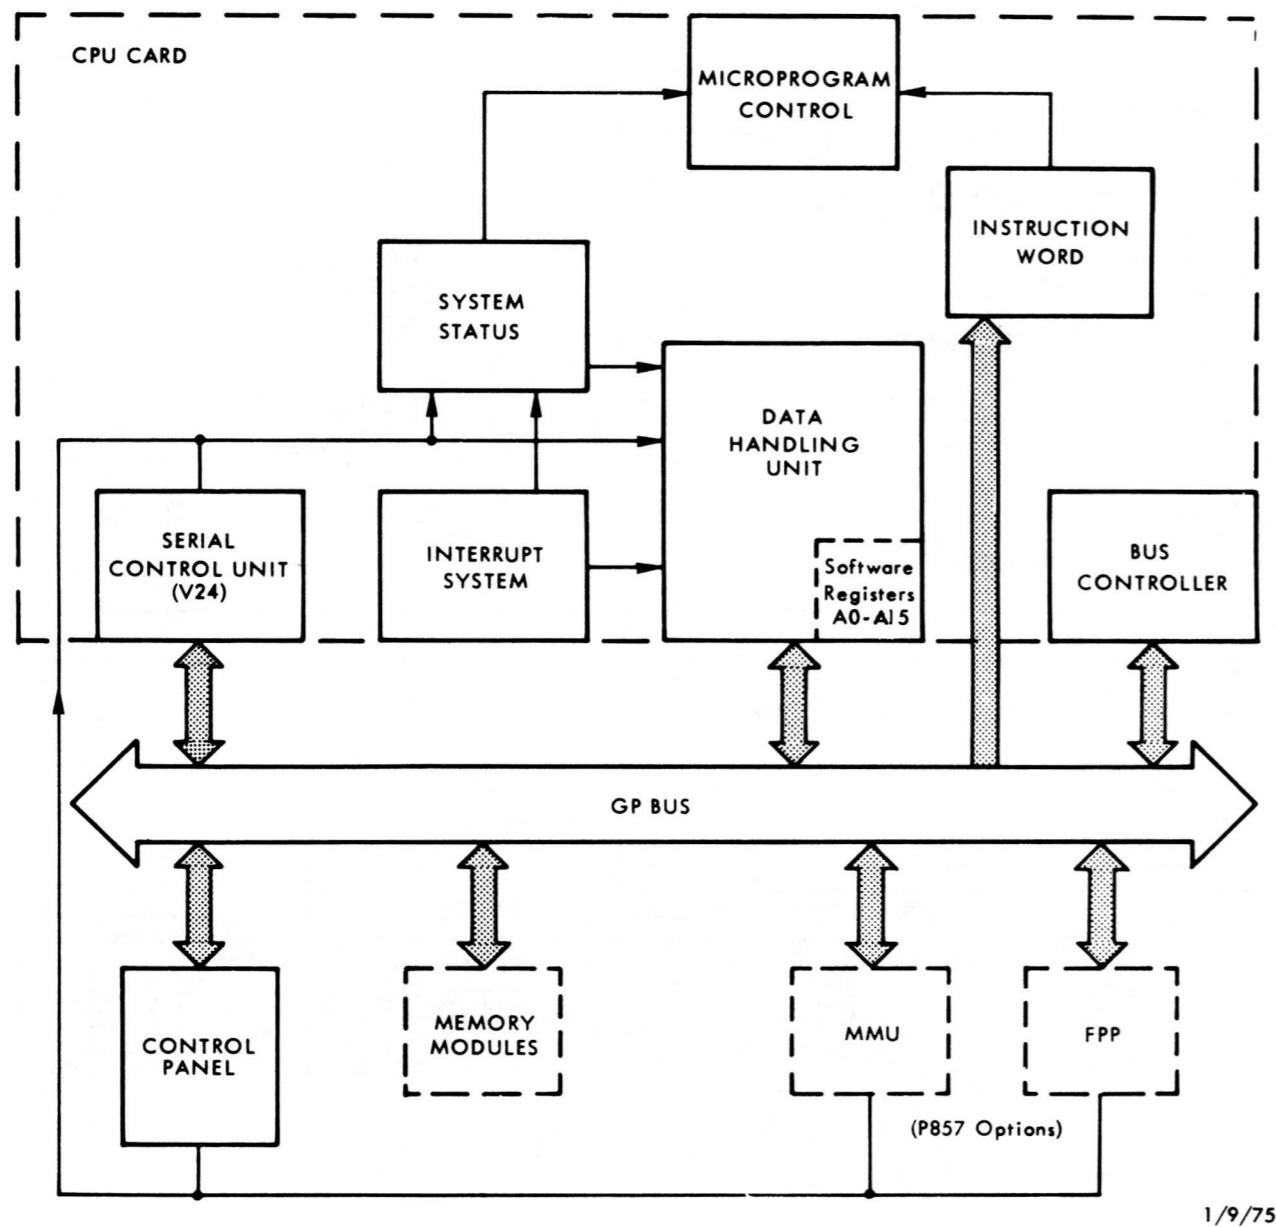 CPU CARD
MICROPROGRAM
CONTROL
INSTRUCTION
WORD
SYSTEM
STATUS
DATA
HANDLING
UNIT
SERIAL
CONTROL UNIT
(V24)
INTERRUPT
SYSTEM
Software
Registers
A0-A15
BUS
CONTROLLER
GP BUS
CONTROL
PANEL
MEMORY
MODULES
MMU
FPP
(P857 Options)
1/9/75